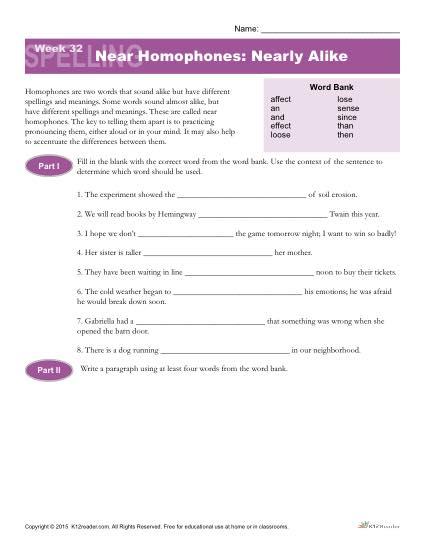 Name: ____________________
Week 32
SPELLING
Near Homophones: Nearly Alike
Homophones are two words that sound alike but have different
spellings and meanings. Some words sound almost alike, but
have different spellings and meanings. These are called near
homophones. The key to telling them apart is to practicing
pronouncing them, either aloud or in your mind. It may also help
to accentuate the differences between them.
Word Bank
affect lose
an sense
and since
effect than
loose then
Part I
Fill in the blank with the correct word from the word bank. Use the context of the sentence to
determine which word should be used.
1. The experiment showed the ____________________ of soil erosion.
2. We will read books by Hemingway ____________________ Twain this year.
3. I hope we don't ____________________ the game tomorrow night; I want to win so badly!
4. Her sister is taller ____________________ her mother.
5. They have been waiting in line ____________________ noon to buy their tickets.
6. The cold weather began to ____________________ his emotions; he was afraid
he would break down soon.
7. Gabriella had a ____________________ that something was wrong when she
opened the barn door.
8. There is a dog running ____________________ in our neighborhood.
Part II
Write a paragraph using at least four words from the word bank.
Copyright © 2015 K12reader.com. All Rights Reserved. Free for educational use at home or in classrooms.
K12Reader